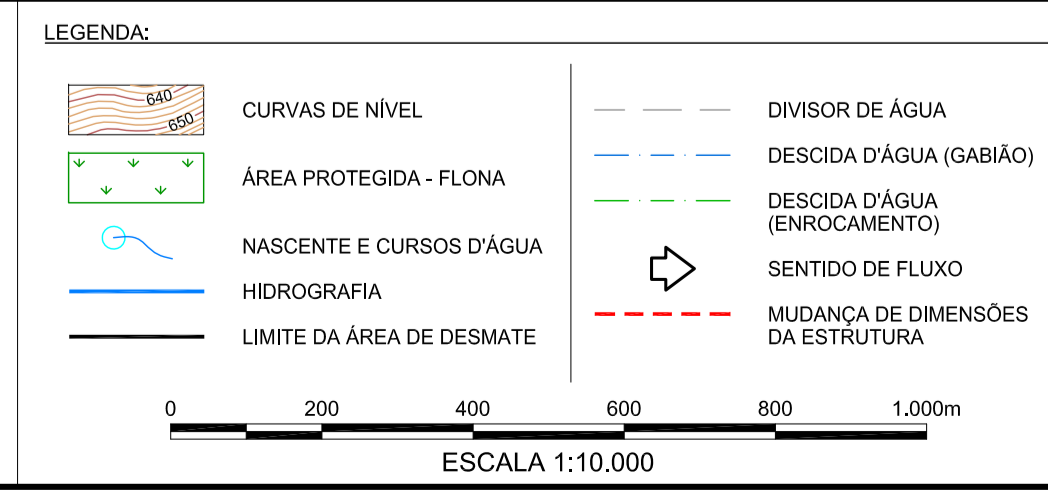 LEGENDA:
640
650
CURVAS DE NÍVEL
ÁREA PROTEGIDA - FLONA
NASCENTE E CURSOS D'ÁGUA
HIDROGRAFIA
LIMITE DA ÁREA DE DESMATE
DIVISOR DE ÁGUA
DESCIDA D'ÁGUA (GABIÃO)
DESCIDA D'ÁGUA
(ENROCAMENTO)
SENTIDO DE FLUXO
MUDANÇA DE DIMENSÕES
DA ESTRUTURA
0 200 400 600 800 1.000m
ESCALA 1:10.000